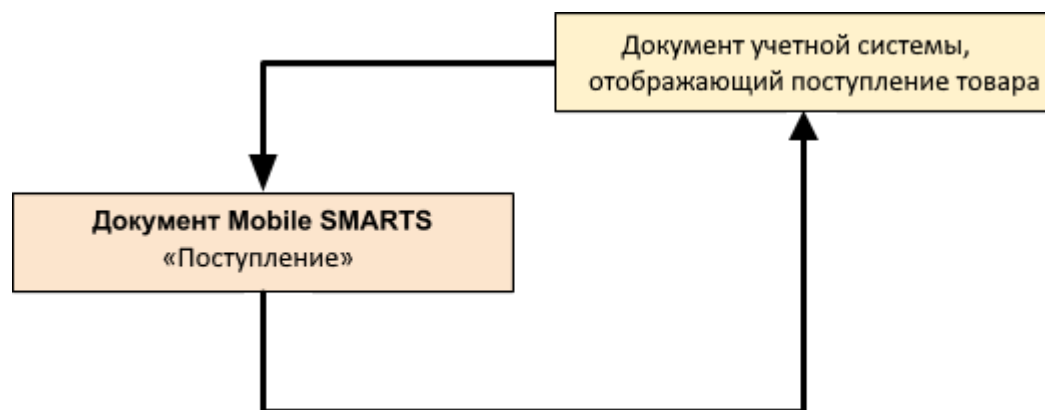 Документ учетной системы,
отображающий поступление товара
Документ Mobile SMARTS
«Поступление»